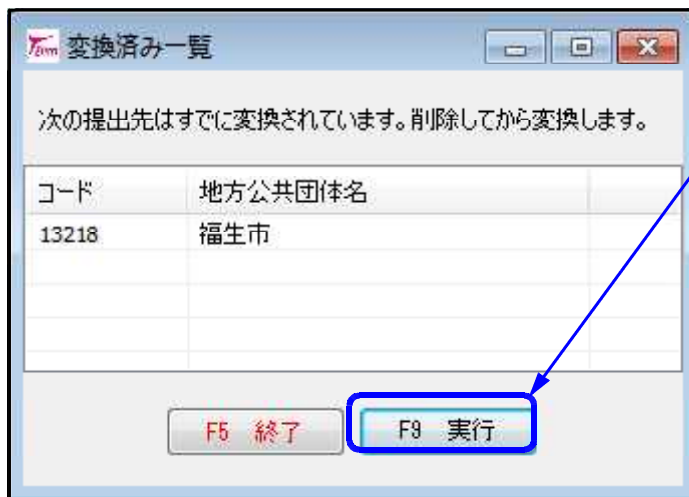 変換済み一覧
次の提出先はすでに変換されています。削除してから変換します。
コード 地方公共団体名
13218 福生市
F5 終了 F9 実行